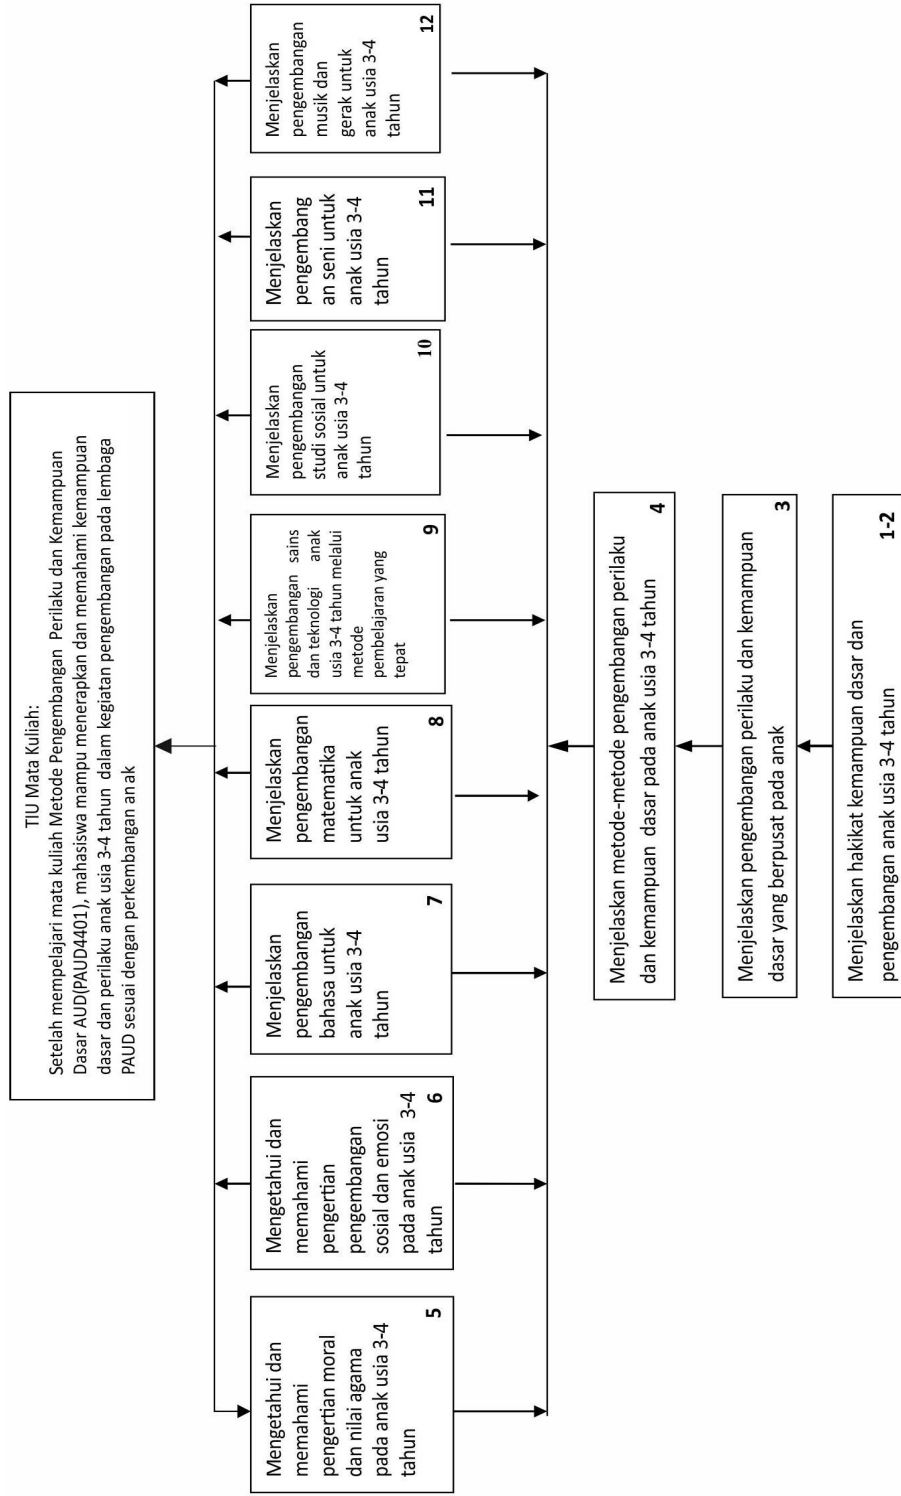 TIU Mata Kuliah:
Setelah mempelajari mata kuliah Metode Pengembangan Perilaku dan Kemampuan
Dasar AUD(PAUD4401), mahasiswa mampu menerapkan dan memahami kemampuan
dasar dan perilaku anak usia 3-4 tahun dalam kegiatan pengembangan pada lembaga
PAUD sesuai dengan perkembangan anak
Mengetahui dan
memahami
pengertian moral
dan nilai agama
pada anak usia 3-4
tahun
5
Mengetahui dan
memahami
pengertian
pengembangan
sosial dan emosi
pada anak usia 3-4
tahun
6
Menjelaskan
pengembangan
bahasa untuk
anak usia 3-4
tahun
7
Menjelaskan
pengembangan
matematika
untuk anak
usia 3-4 tahun
8
Menjelaskan
pengembangan sains
dan teknologi anak
usia 3-4 tahun melalui
metode
pembelajaran yang
tepat
9
Menjelaskan
pengembangan
studi sosial untuk
anak usia 3-4
tahun
10
Menjelaskan
pengembang
an seni untuk
anak usia 3-4
tahun
11
Menjelaskan
pengembangan
musik dan
gerak untuk
anak usia 3-4
tahun
12
Menjelaskan metode-metode pengembangan perilaku
dan kemampuan dasar pada anak usia 3-4 tahun
4
Menjelaskan pengembangan perilaku dan kemampuan
dasar yang berpusat pada anak
3
Menjelaskan hakikat kemampuan dasar dan
pengembangan anak usia 3-4 tahun
1-2